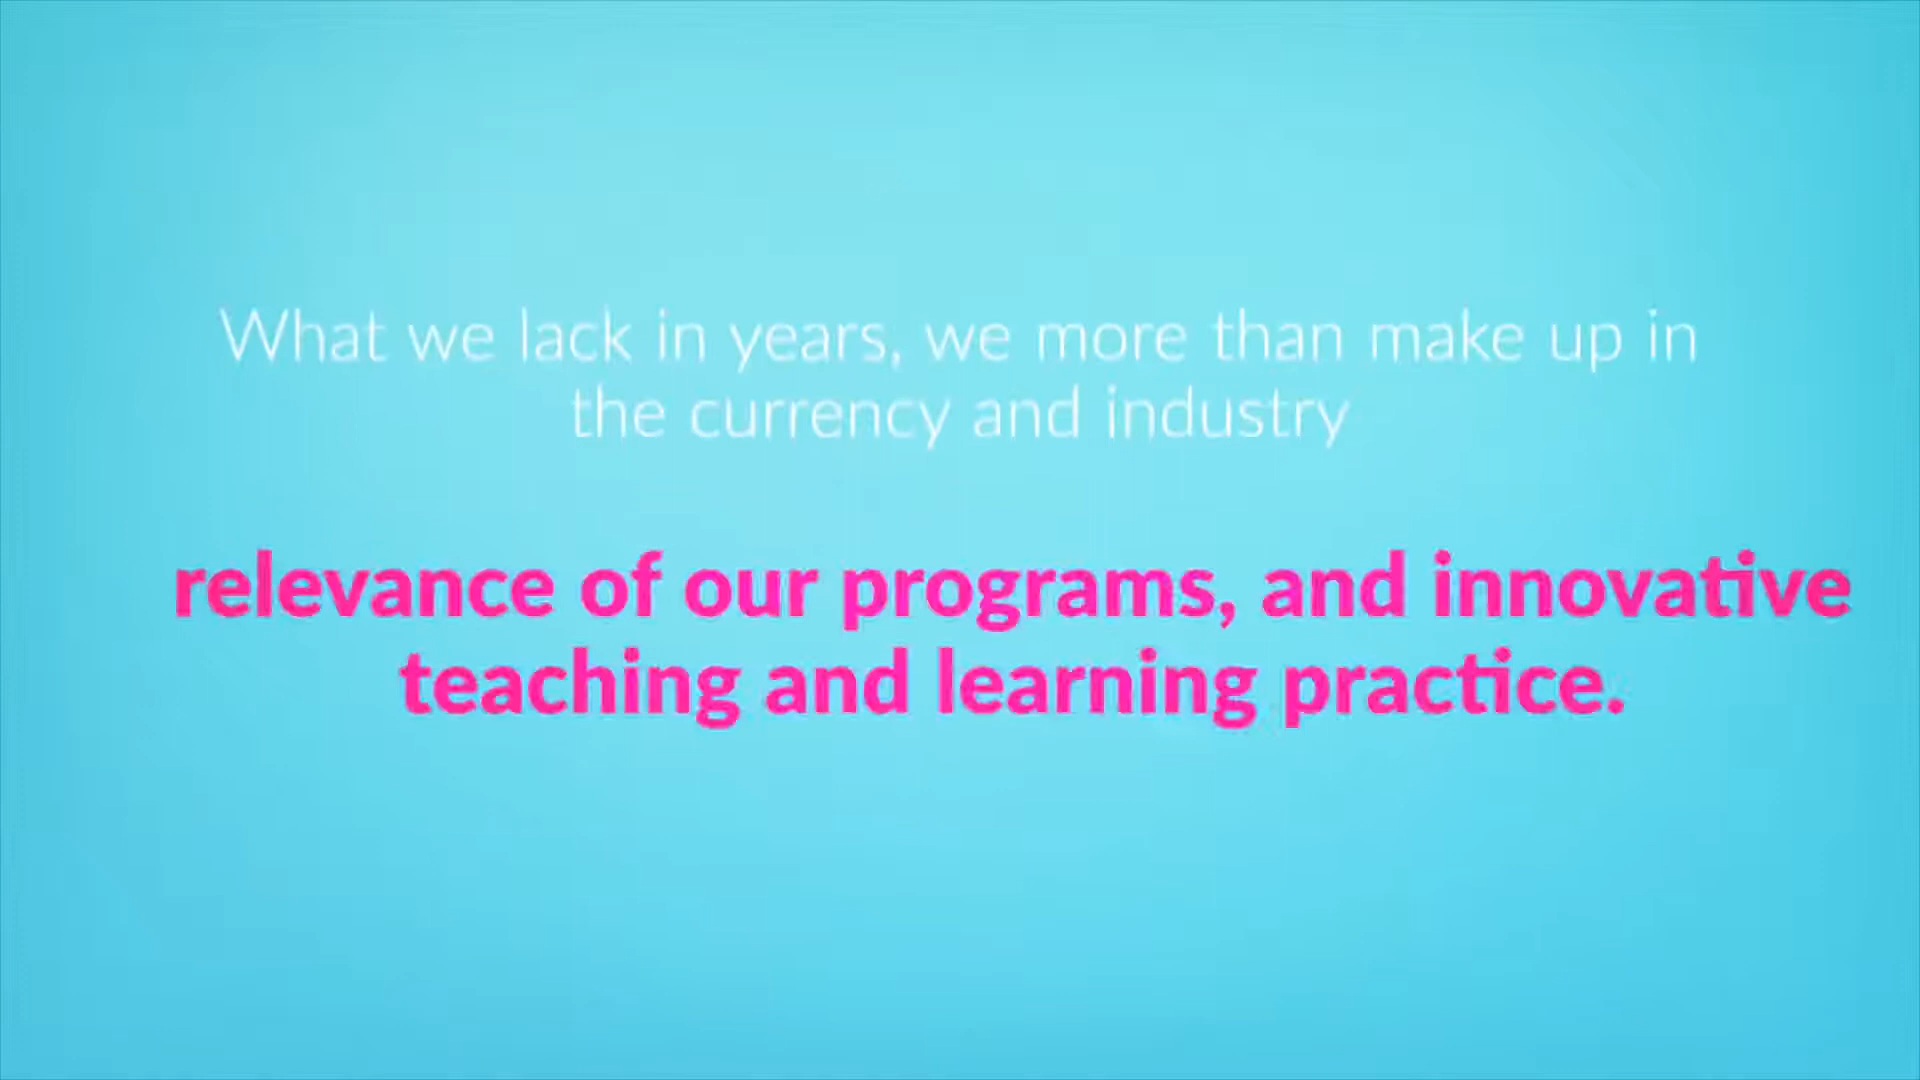 What we lack in years, we more than make up in
the currency and industry
relevance of our programs, and innovative
teaching and learning practice.